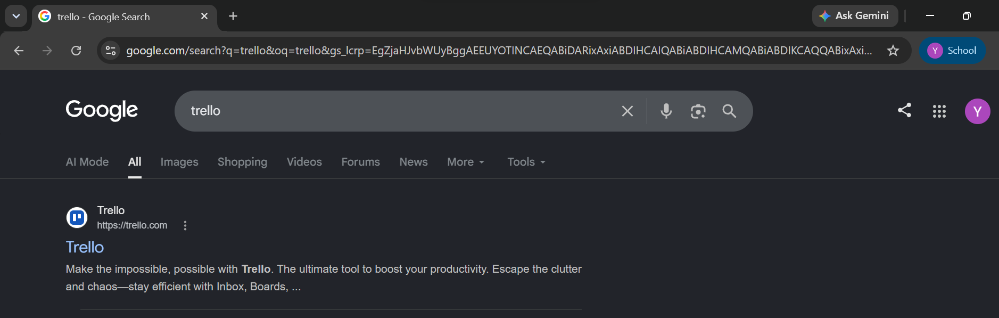 trello - Google Search
Ask Gemini
google.com/search?q=trello&oq=trello&gs_lcrp=EgZjaHJvbWUyBggAEEUYOTINCAEQABiDARixAxiABDIHCAIQABiABDIHCAMQABiABDIKCAQQABixAxi...
Y School
Google
trello
Y
AI Mode All Images Shopping Videos Forums News More Tools
Trello
https://trello.com
Trello
Make the impossible, possible with Trello. The ultimate tool to boost your productivity. Escape the clutter
and chaos—stay efficient with Inbox, Boards, ...